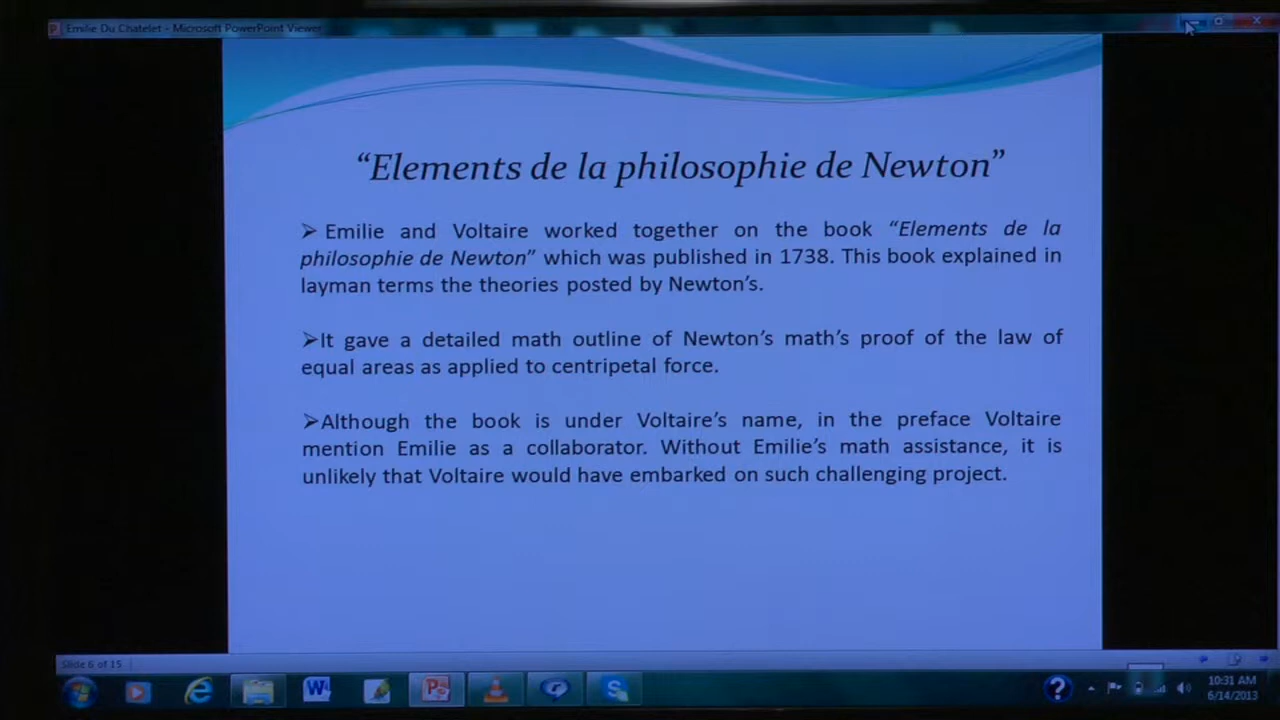 Emilie Du Chatelet - Microsoft PowerPoint Viewer
“Elements de la philosophie de Newton”
➢ Emilie and Voltaire worked together on the book “Elements de la
philosophie de Newton” which was published in 1738. This book explained in
layman terms the theories posted by Newton’s.
➢It gave a detailed math outline of Newton’s math’s proof of the law of
equal areas as applied to centripetal force.
➢Although the book is under Voltaire’s name, in the preface Voltaire
mention Emilie as a collaborator. Without Emilie’s math assistance, it is
unlikely that Voltaire would have embarked on such challenging project.
Slide 6 of 15
10:31 AM
6/14/2013